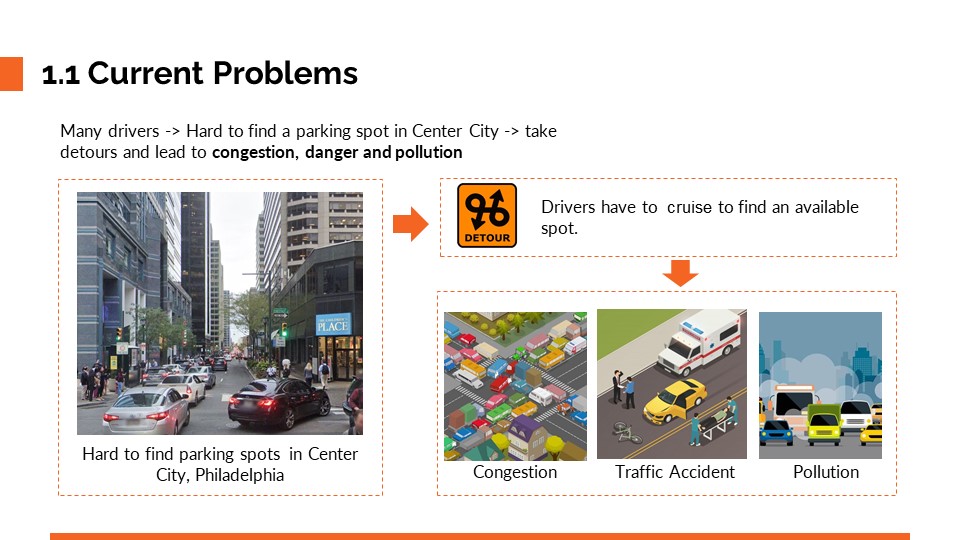 1.1 Current Problems
Many drivers -> Hard to find a parking spot in Center City -> take
detours and lead to congestion, danger and pollution
PLACE
Hard to find parking spots in Center
City, Philadelphia
DETOUR
Drivers have to cruise to find an available
spot.
Congestion
Traffic Accident
Pollution